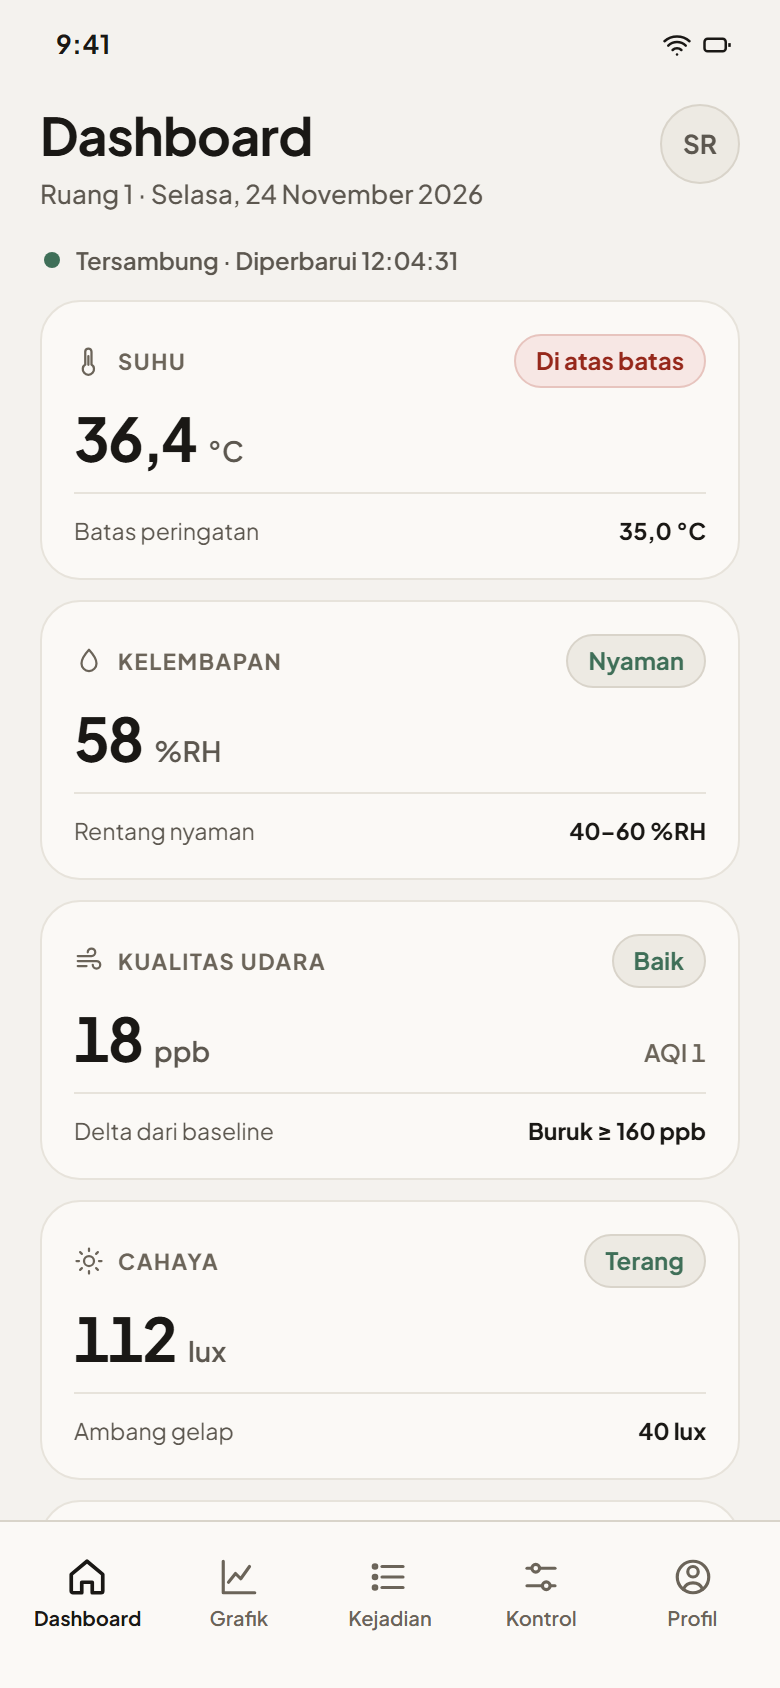 9:41
Dashboard
SR
Ruang 1 · Selasa, 24 November 2026
Tersambung · Diperbarui 12:04:31
SUHU
Di atas batas
36,4 °C
Batas peringatan
35,0 °C
KELEMBAPAN
Nyaman
58 %RH
Rentang nyaman
40–60 %RH
KUALITAS UDARA
Baik
18 ppb
AQI 1
Delta dari baseline
Buruk ≥ 160 ppb
CAHAYA
Terang
112 lux
Ambang gelap
40 lux
Dashboard
Grafik
Kejadian
Kontrol
Profil